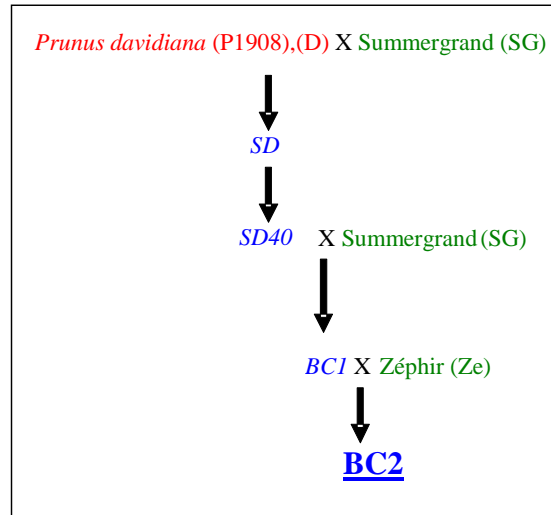 Prunus davidiana (P1908),(D) X Summergrand (SG)
SD
SD40 X Summergrand (SG)
BC1 X Zéphir (Ze)
BC2